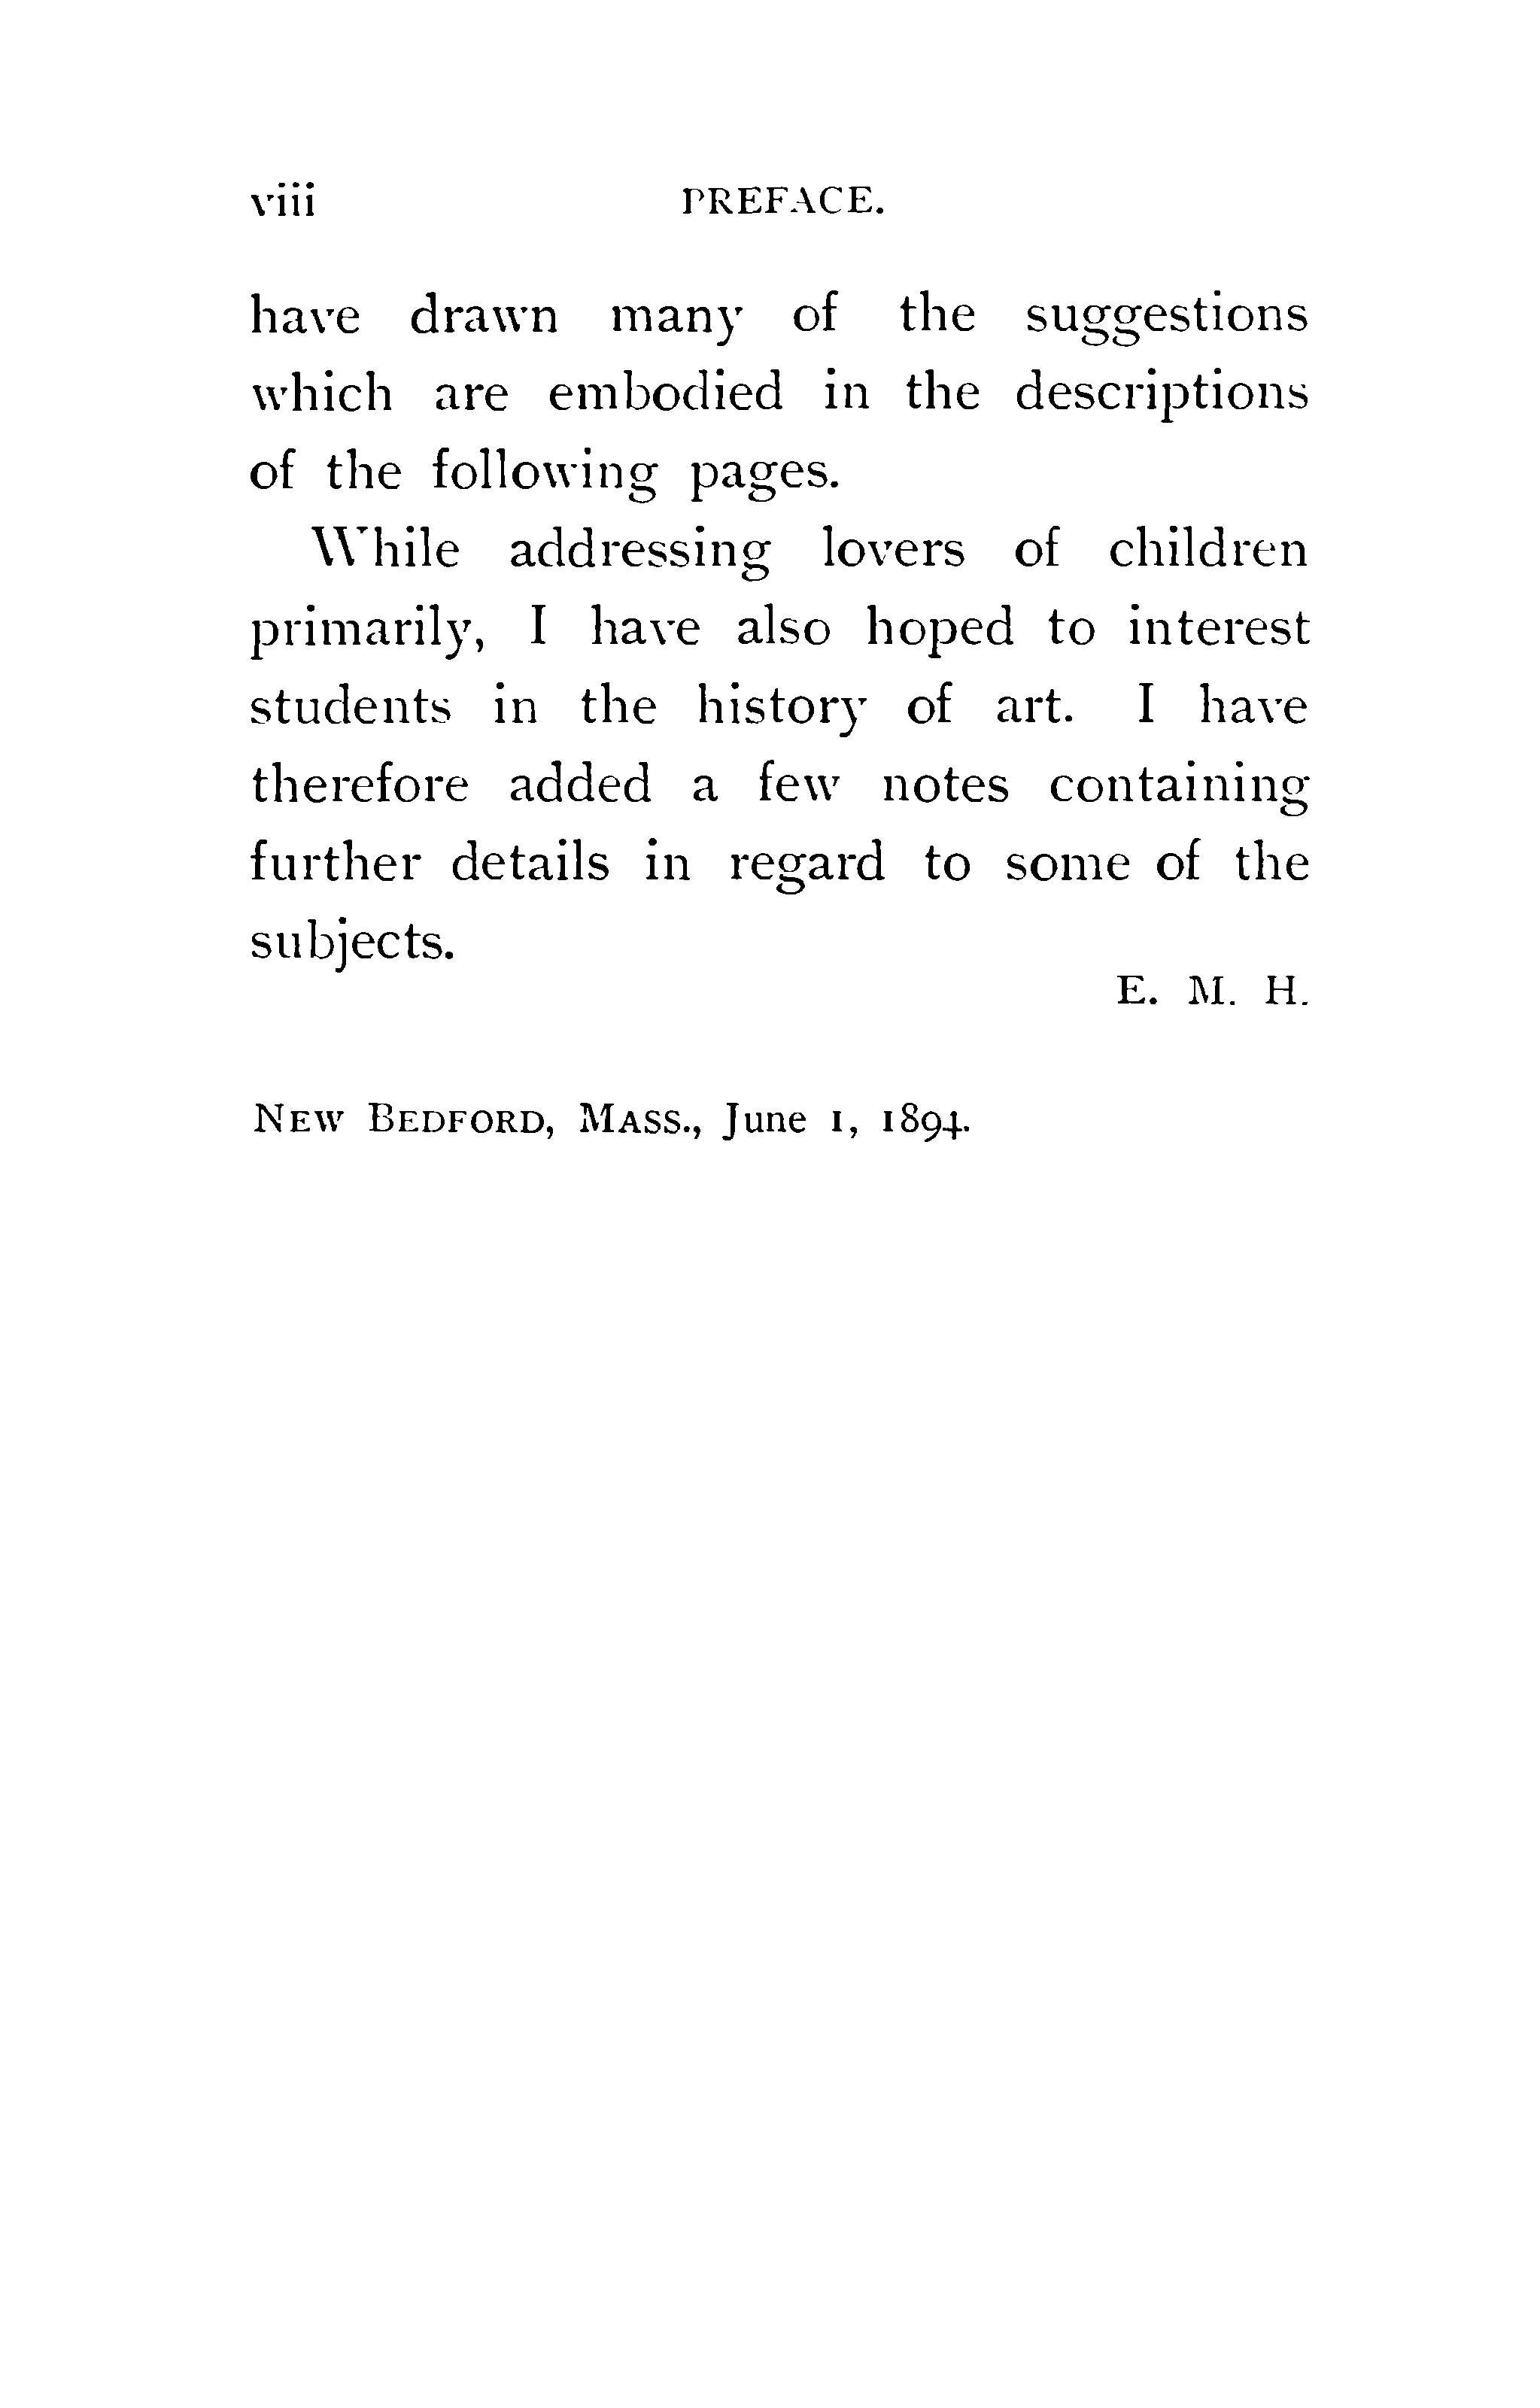 viii PREFACE.
have drawn many of the suggestions
which are embodied in the descriptions
of the following pages.
While addressing lovers of children
primarily, I have also hoped to interest
students in the history of art. I have
therefore added a few notes containing
further details in regard to some of the
subjects.
E. M. H.
NEW BEDFORD, MASS., June 1, 1894.